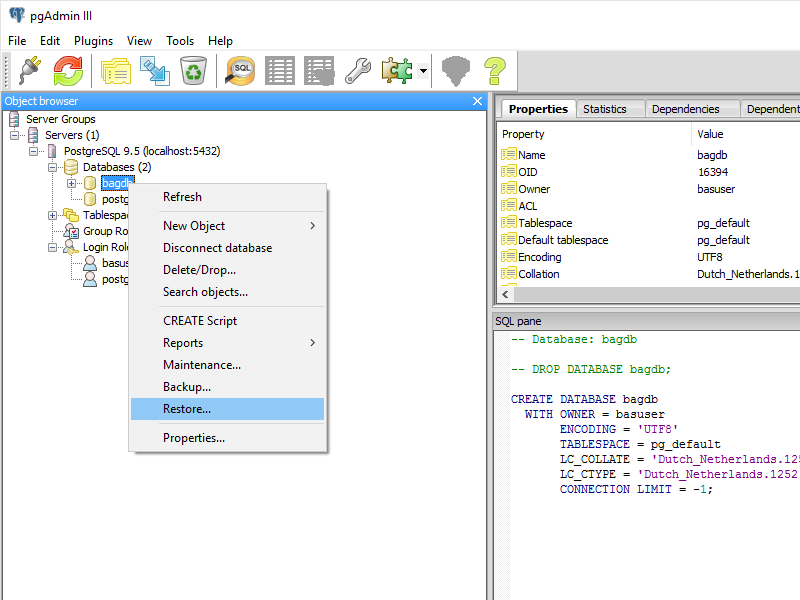 pgAdmin III
File Edit Plugins View Tools Help
SQL
Object browser
Server Groups
Servers (1)
PostgreSQL 9.5 (localhost:5432)
Databases (2)
bagdb
postg
Tablespac
Group Ro
Login Role
basus
postg
Refresh
New Object
Disconnect database
Delete/Drop...
Search objects...
CREATE Script
Reports
Maintenance...
Backup...
Restore...
Properties...
Properties Statistics Dependencies Dependent
Property Value
Name bagdb
OID 16394
Owner basuser
ACL
Tablespace pg_default
Default tablespace pg_default
Encoding UTF8
Collation Dutch_Netherlands.1
SQL pane
-- Database: bagdb
-- DROP DATABASE bagdb;
CREATE DATABASE bagdb
WITH OWNER = basuser
ENCODING = 'UTF8'
TABLESPACE = pg_default
LC_COLLATE = 'Dutch_Netherlands.125
LC_CTYPE = 'Dutch_Netherlands.1252
CONNECTION LIMIT = -1;